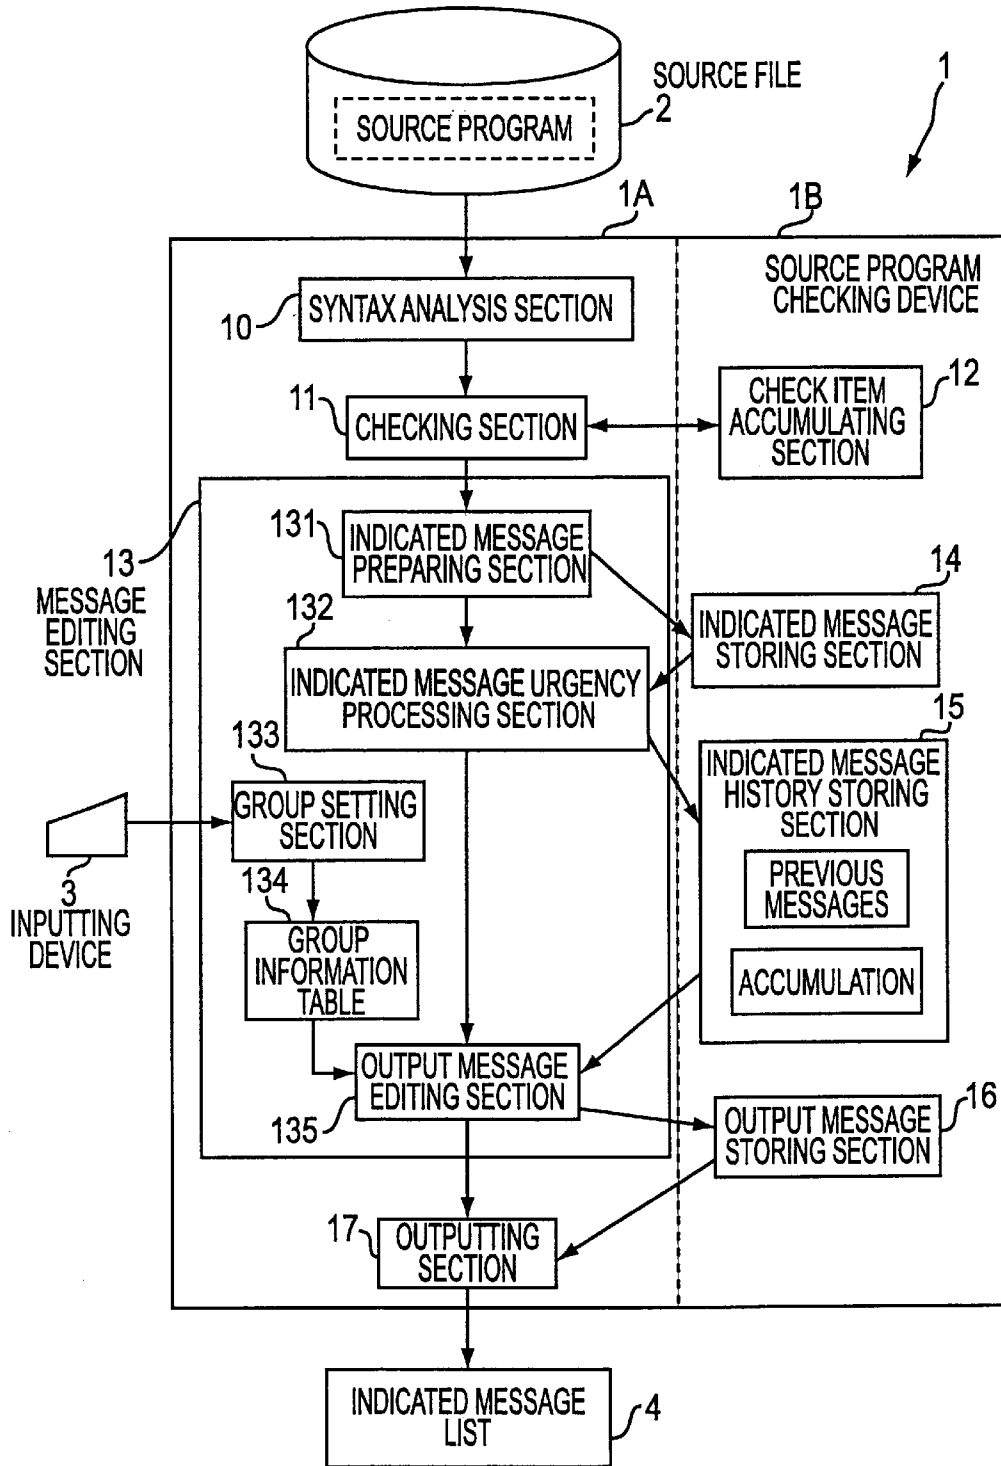 SOURCE FILE
2
SOURCE PROGRAM
1
1A
1B
SOURCE PROGRAM
CHECKING DEVICE
10
SYNTAX ANALYSIS SECTION
11
CHECKING SECTION
12
CHECK ITEM
ACCUMULATING
SECTION
13
MESSAGE
EDITING
SECTION
131
INDICATED MESSAGE
PREPARING SECTION
14
INDICATED MESSAGE
STORING SECTION
132
INDICATED MESSAGE URGENCY
PROCESSING SECTION
15
INDICATED MESSAGE
HISTORY STORING
SECTION
PREVIOUS
MESSAGES
ACCUMULATION
133
GROUP SETTING
SECTION
3
INPUTTING
DEVICE
134
GROUP
INFORMATION
TABLE
OUTPUT MESSAGE
EDITING SECTION
135
16
OUTPUT MESSAGE
STORING SECTION
17
OUTPUTTING
SECTION
INDICATED MESSAGE
LIST
4